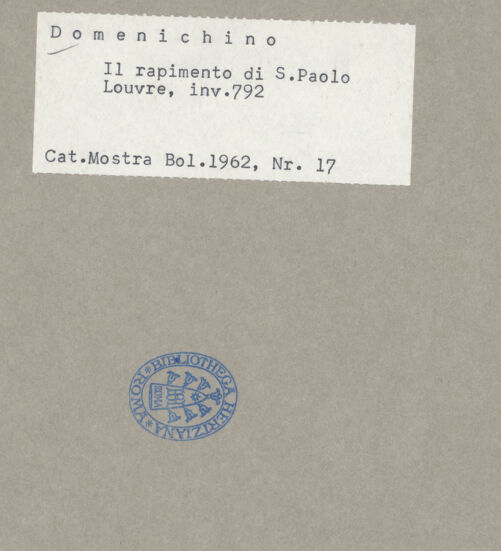 Domenichino
Il rapimento di S.Paolo
Louvre, inv.792
Cat.Mostra Bol.1962, Nr. 17
BIBLIOTHECA HERTZIANA * ROMA *